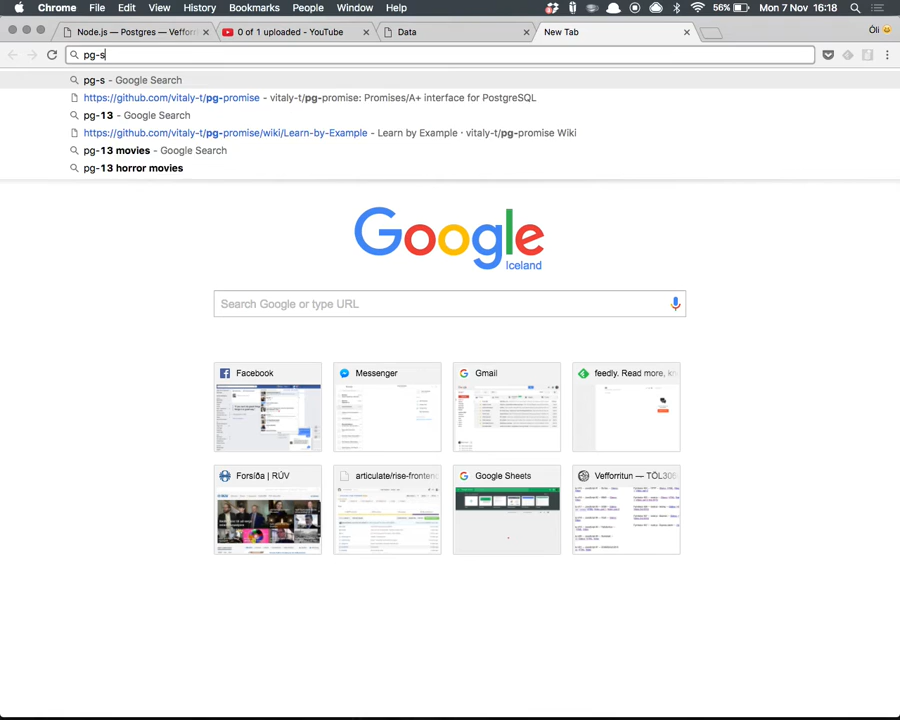 Chrome File Edit View History Bookmarks People Window Help 56% Mon 7 Nov 16:18
Node.js — Postgres — Vefforri
0 of 1 uploaded - YouTube
Data
New Tab
Óli
pg-s
pg-s - Google Search
https://github.com/vitaly-t/pg-promise - vitaly-t/pg-promise: Promises/A+ interface for PostgreSQL
pg-13 - Google Search
https://github.com/vitaly-t/pg-promise/wiki/Learn-by-Example - Learn by Example · vitaly-t/pg-promise Wiki
pg-13 movies - Google Search
pg-13 horror movies
Google
Iceland
Search Google or type URL
Facebook
Messenger
Gmail
feedly. Read more, kn
Forsíða | RÚV
articulate/rise-frontend
Google Sheets
Vefforritun — TÖL306